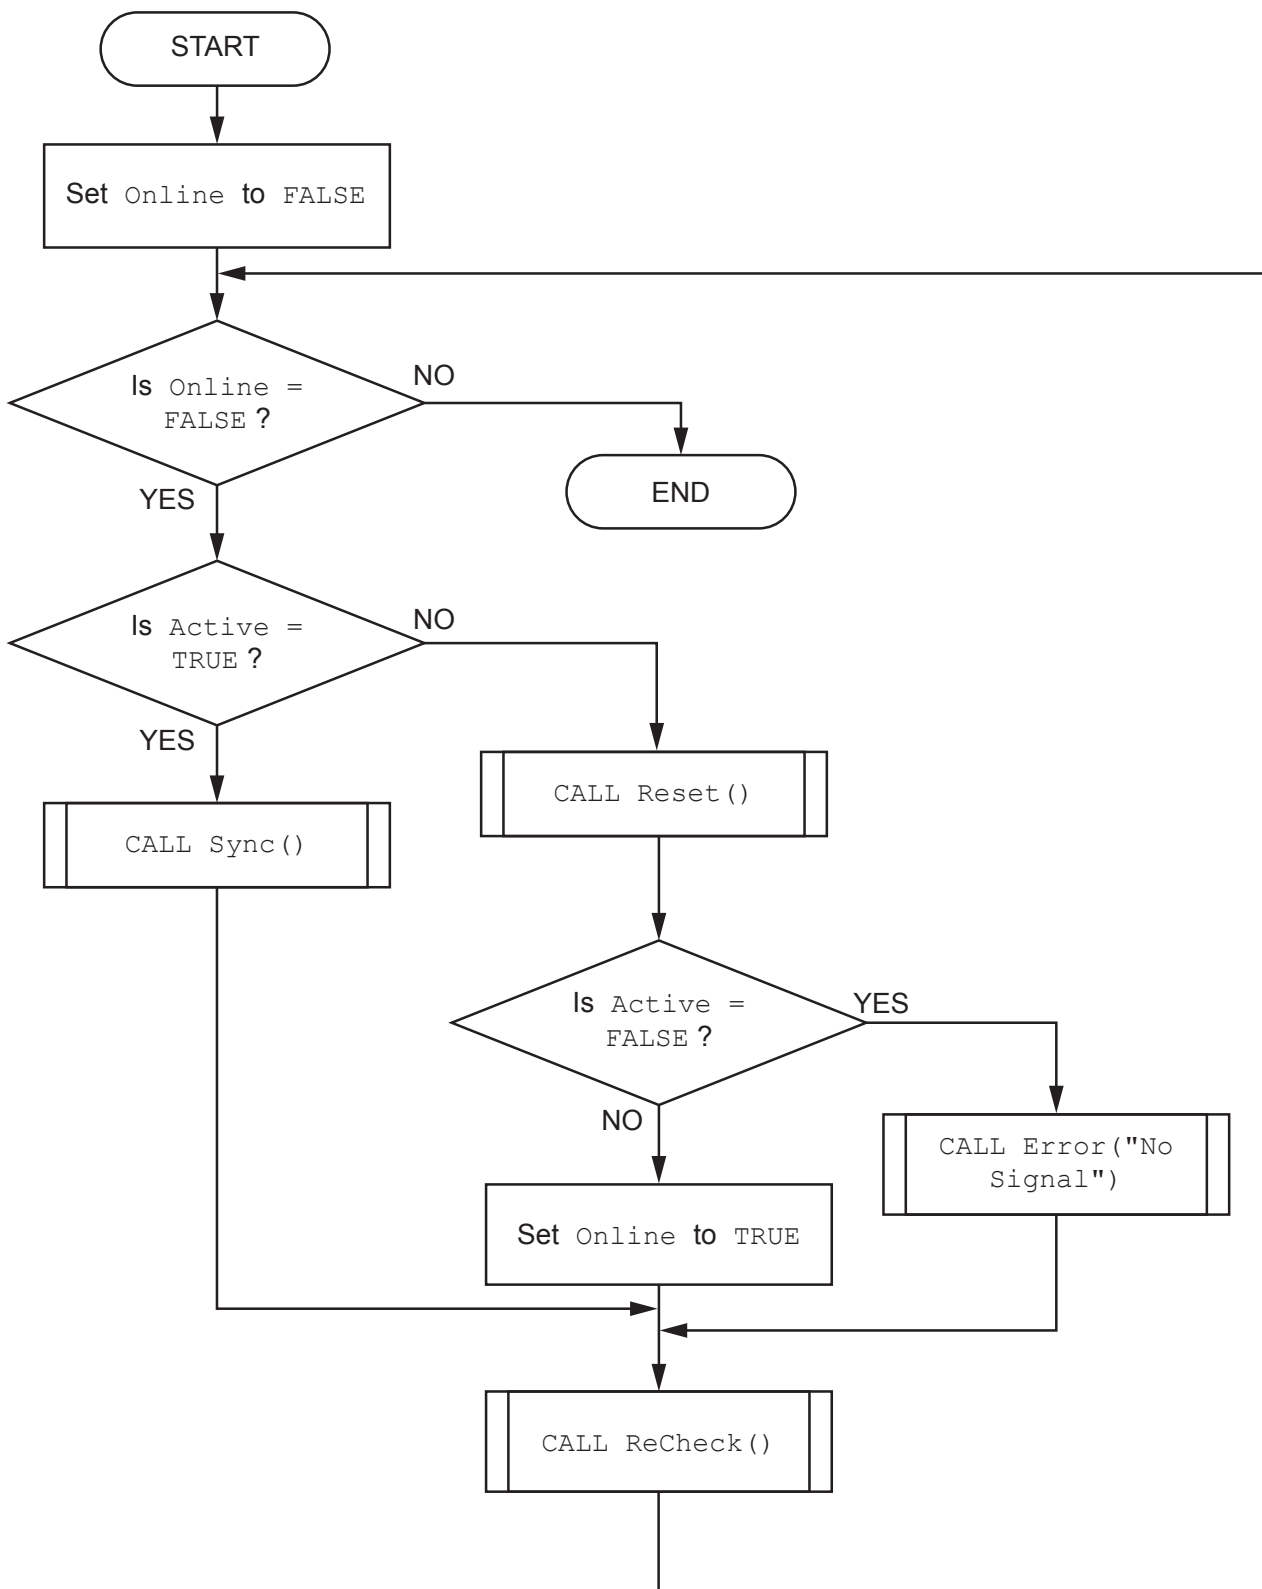 START
Set Online to FALSE
Is Online =
FALSE ?
NO
END
YES
Is Active =
TRUE ?
NO
YES
CALL Reset()
CALL Sync()
Is Active =
FALSE ?
YES
NO
CALL Error("No
Signal")
Set Online to TRUE
CALL ReCheck()